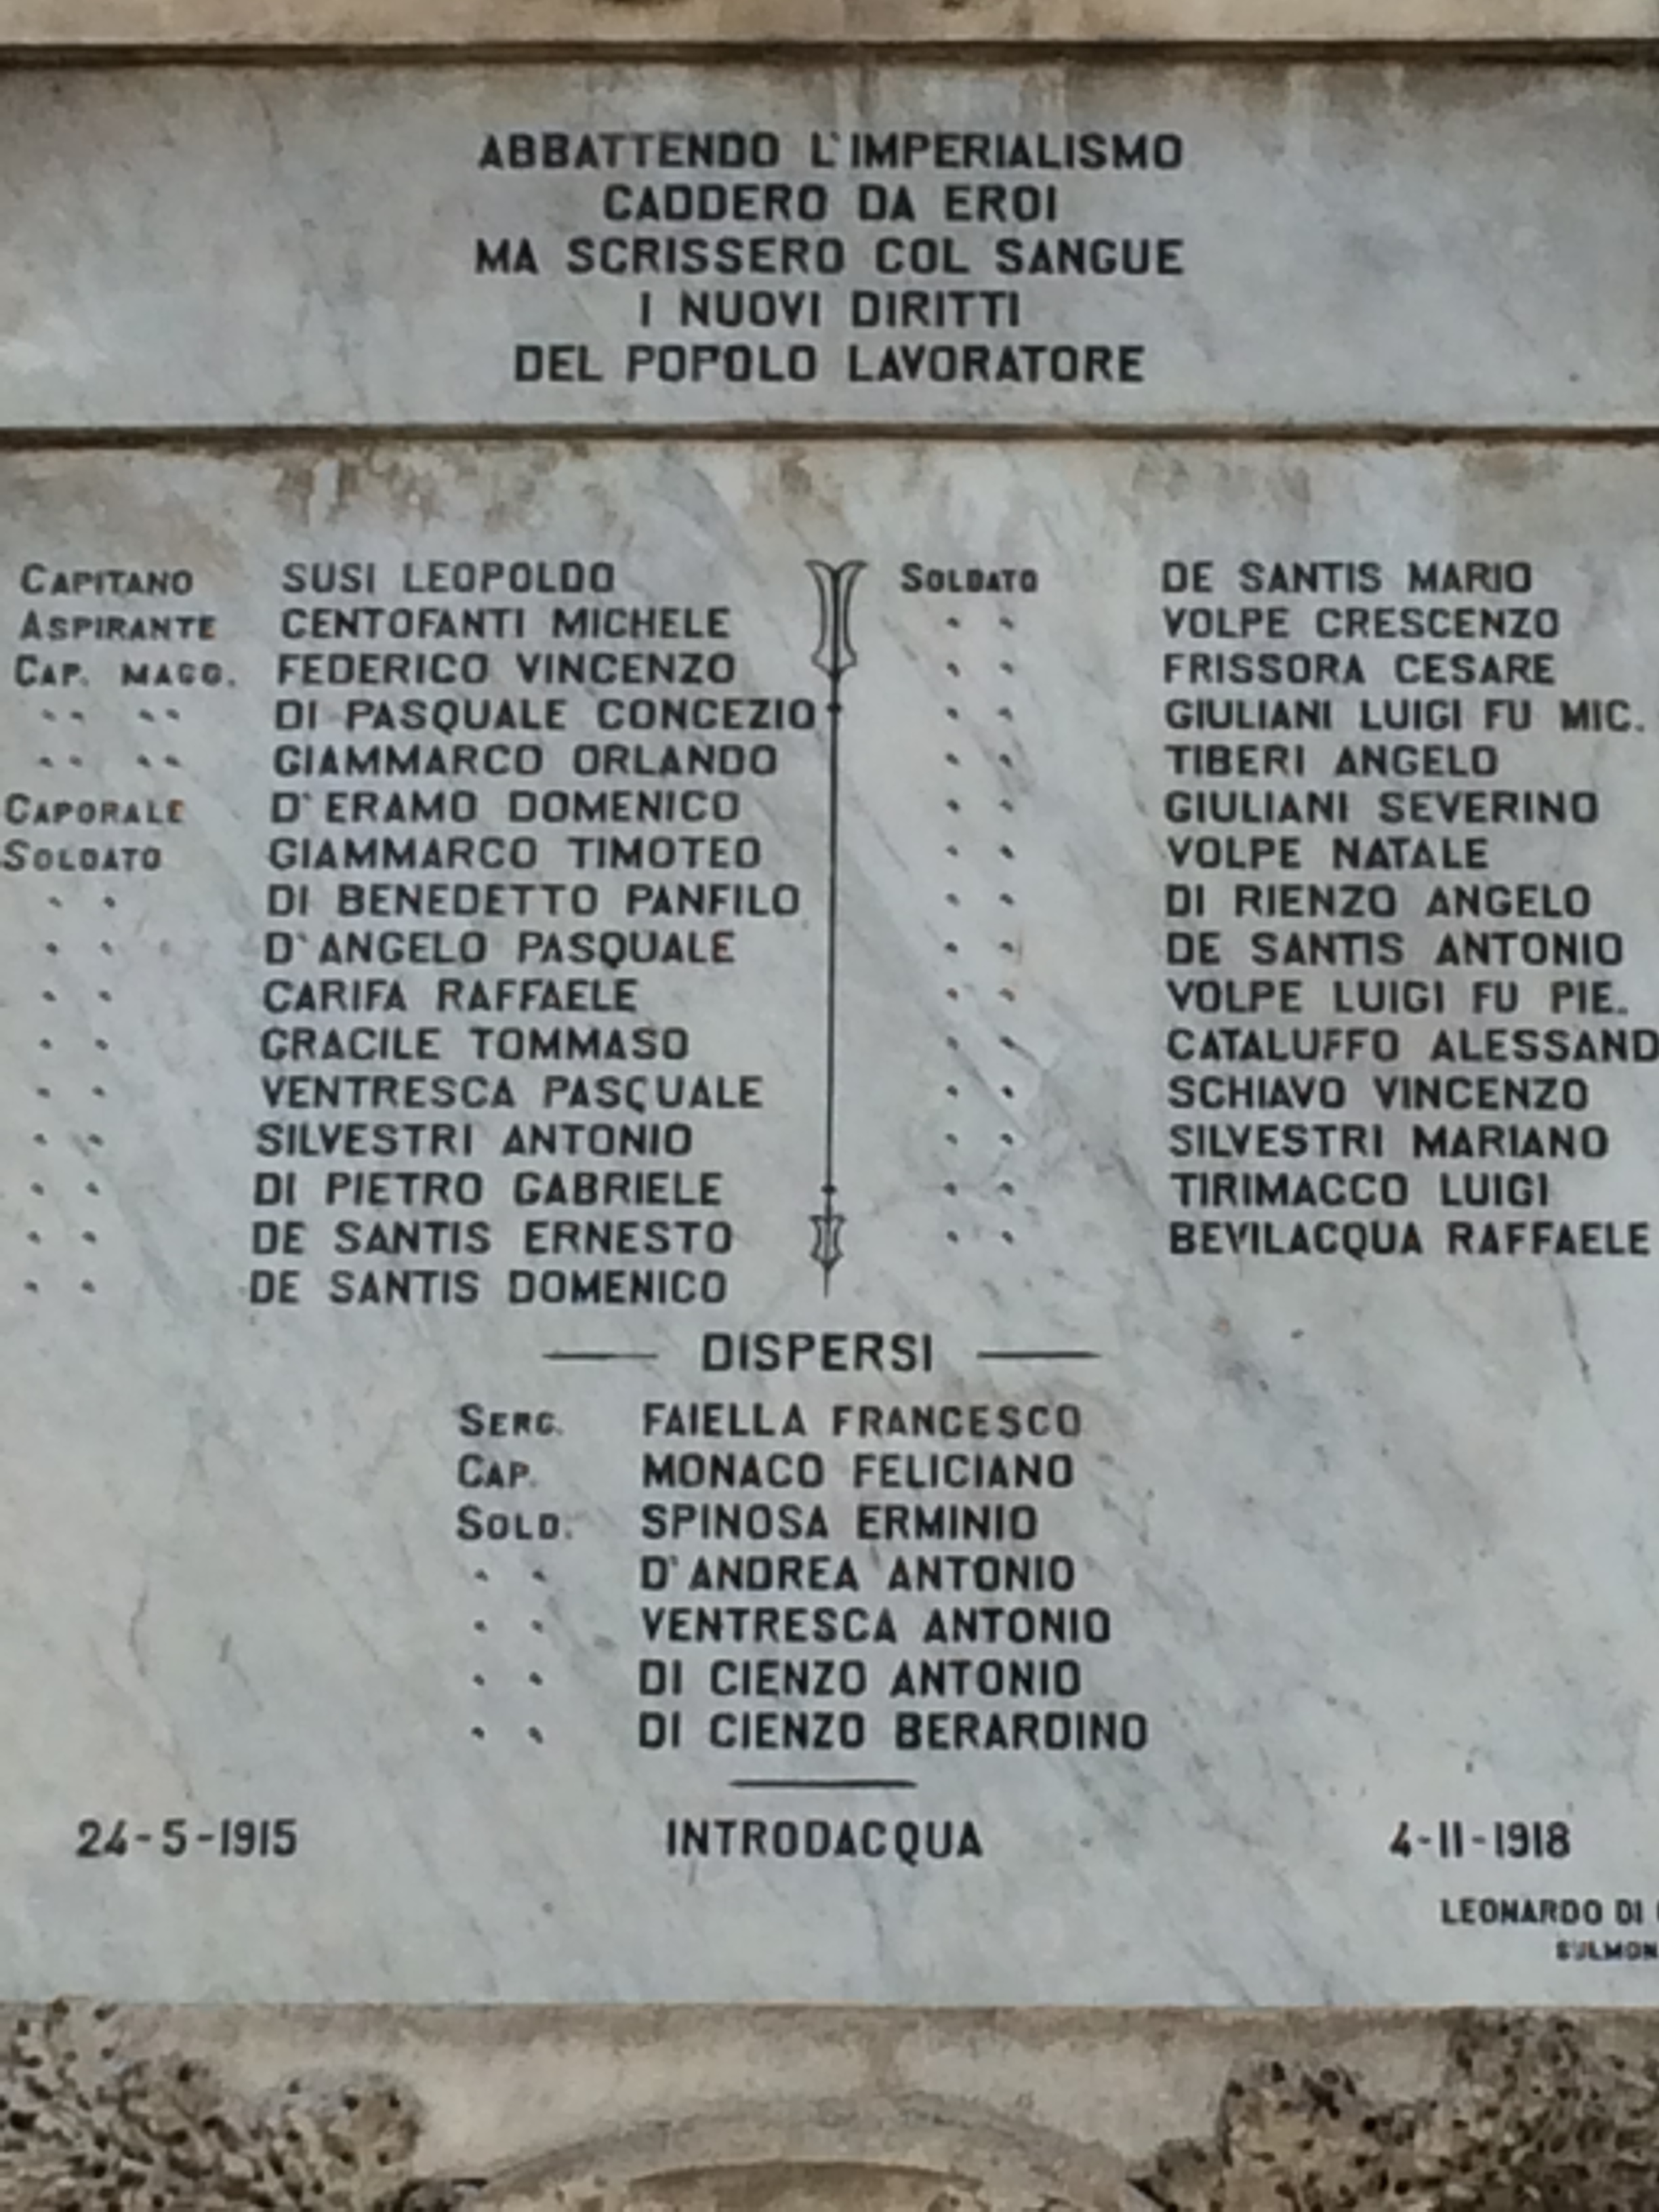 ABBATTENDO L'IMPERIALISMO
CADDERO DA EROI
MA SCRISSERO COL SANGUE
I NUOVI DIRITTI
DEL POPOLO LAVORATORE
CAPITANO SUSI LEOPOLDO
ASPIRANTE CENTOFANTI MICHELE
CAP. MAGG. FEDERICO VINCENZO
" " DI PASQUALE CONCEZIO
" " GIAMMARCO ORLANDO
CAPORALE D'ERAMO DOMENICO
SOLDATO GIAMMARCO TIMOTEO
" DI BENEDETTO PANFILO
" D'ANGELO PASQUALE
" CARIFA RAFFAELE
" GRACILE TOMMASO
" VENTRESCA PASQUALE
" SILVESTRI ANTONIO
" DI PIETRO GABRIELE
" DE SANTIS ERNESTO
" DE SANTIS DOMENICO
SOLDATO DE SANTIS MARIO
" VOLPE CRESCENZO
" FRISSORA CESARE
" GIULIANI LUIGI FU MIC.
" TIBERI ANGELO
" GIULIANI SEVERINO
" VOLPE NATALE
" DI RIENZO ANGELO
" DE SANTIS ANTONIO
" VOLPE LUIGI FU PIE.
" CATALUFFO ALESSAND
" SCHIAVO VINCENZO
" SILVESTRI MARIANO
" TIRIMACCO LUIGI
" BEVILACQUA RAFFAELE
DISPERSI
SERG. FAIELLA FRANCESCO
CAP. MONACO FELICIANO
SOLD. SPINOSA ERMINIO
" D'ANDREA ANTONIO
" VENTRESCA ANTONIO
" DI CIENZO ANTONIO
" DI CIENZO BERARDINO
24-5-1915 INTRODACQUA 4-11-1918
LEONARDO DI
SULMON